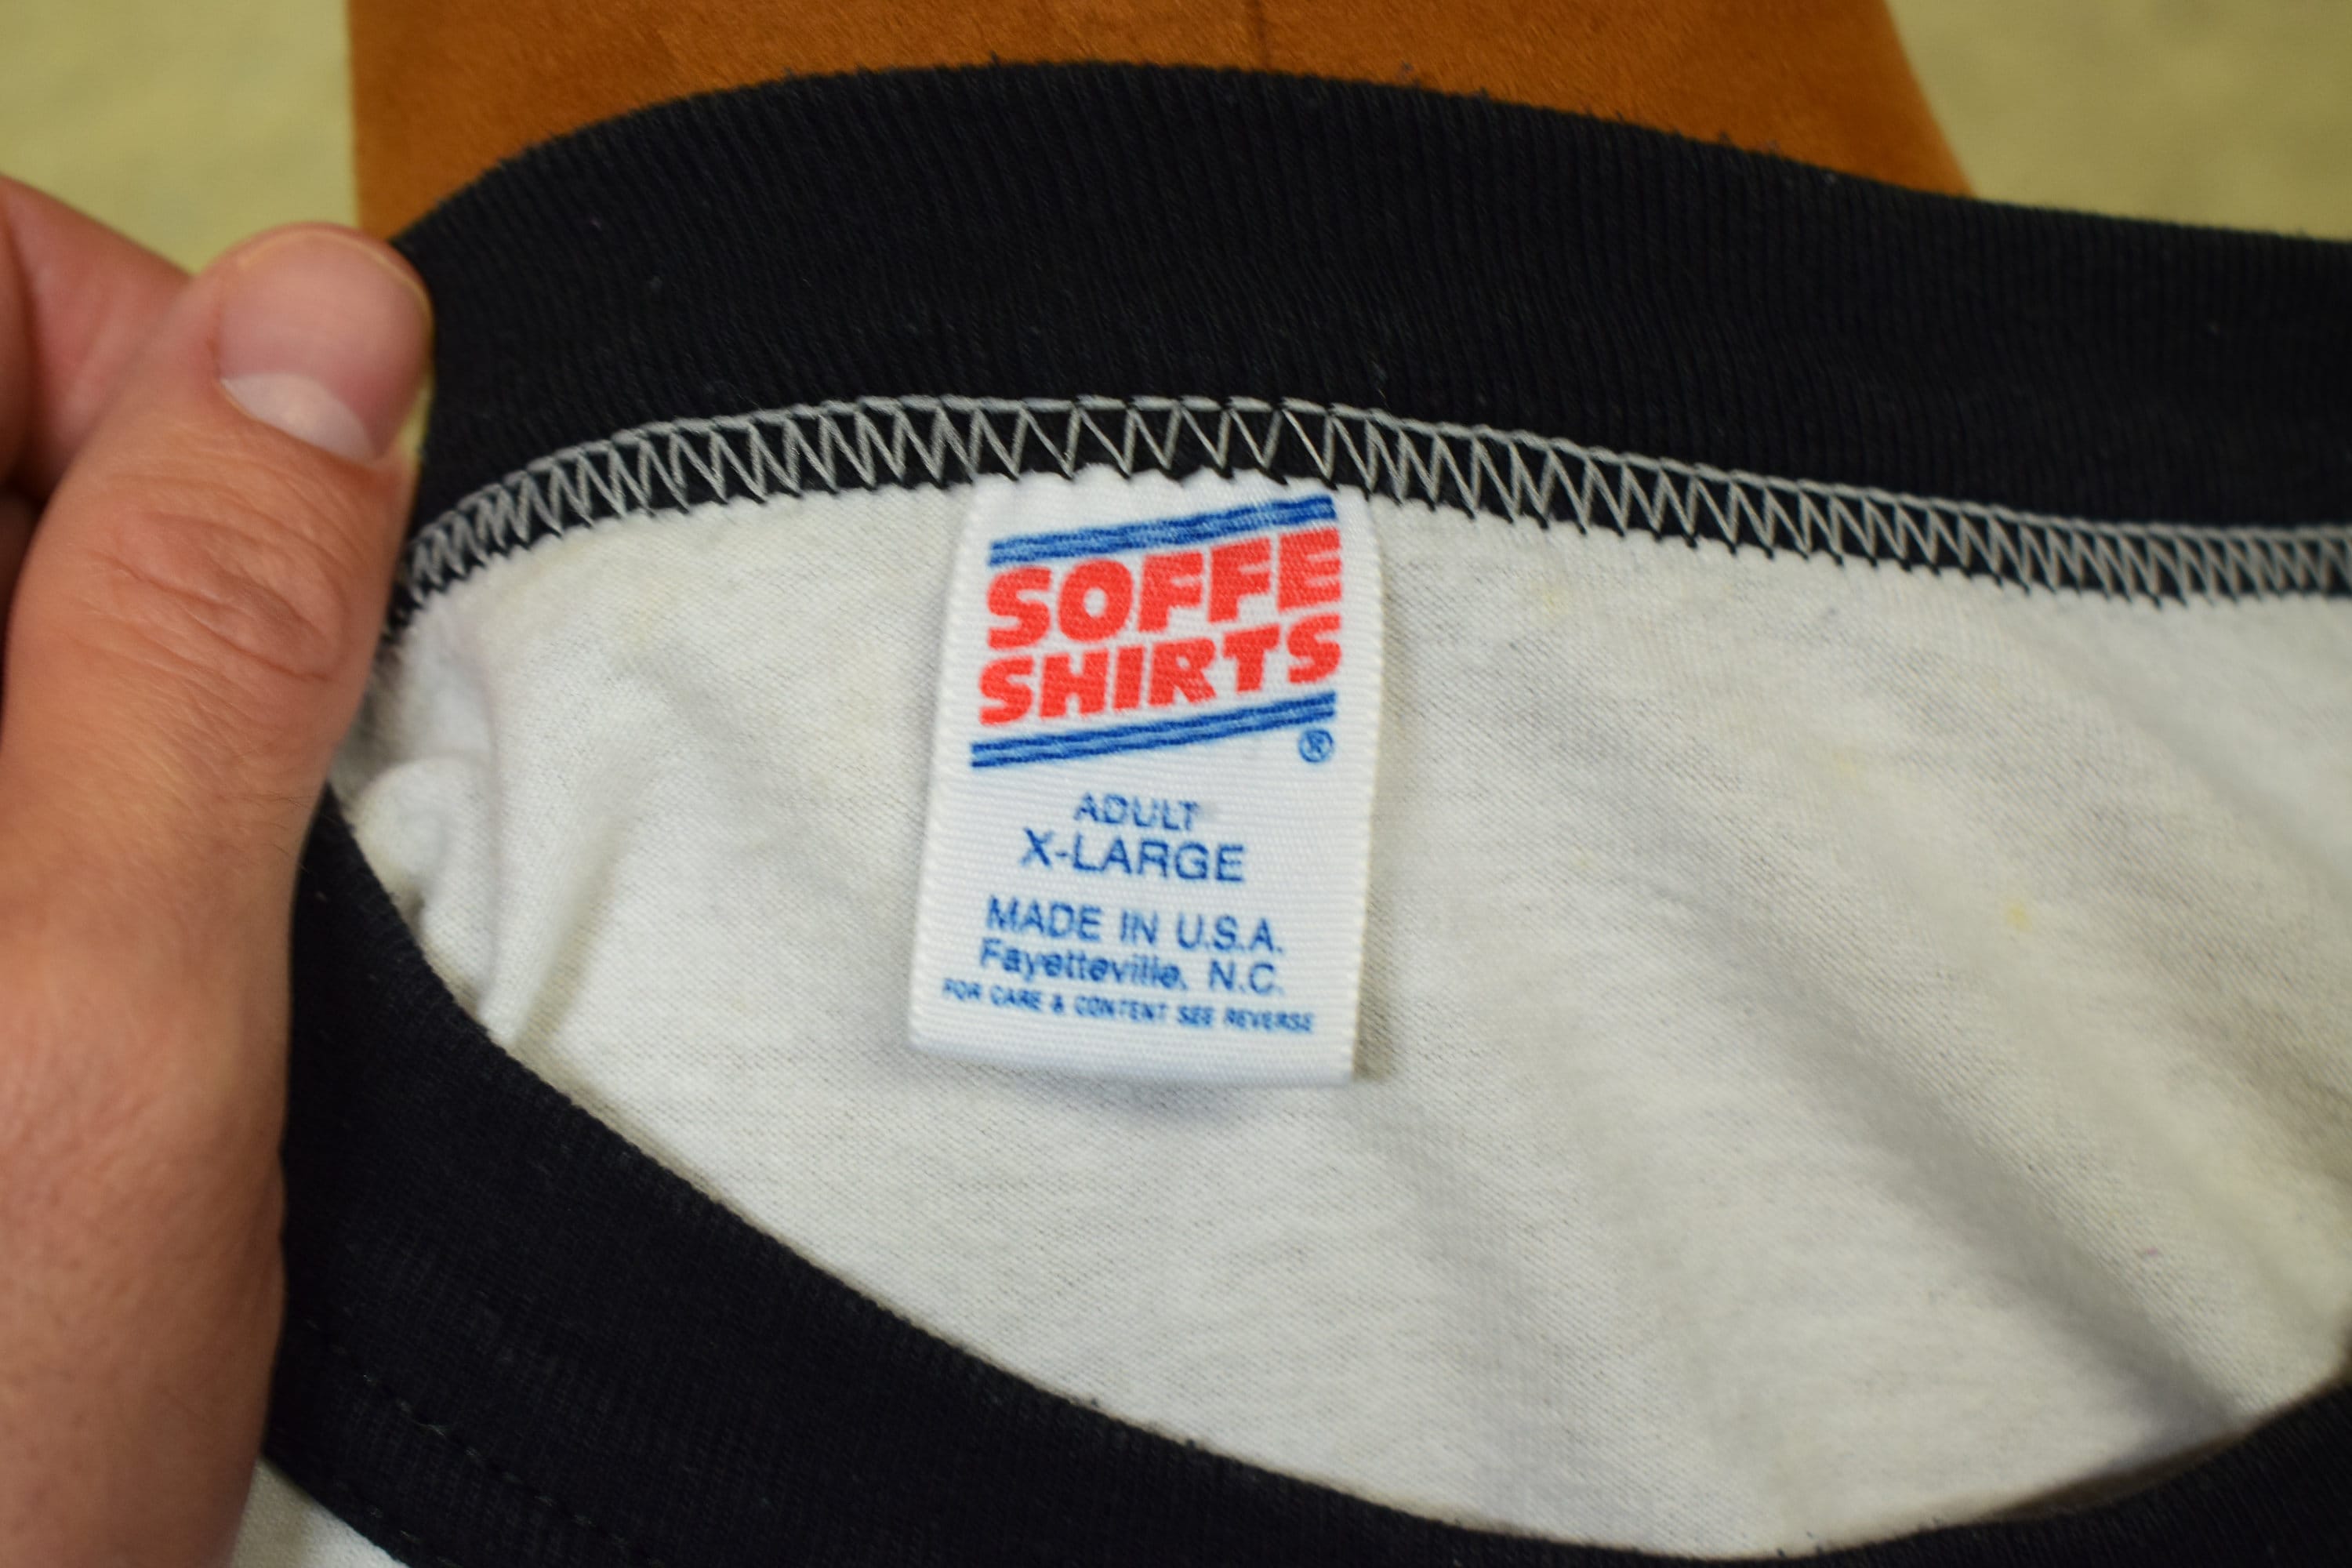 SOFFE
SHIRTS
®
ADULT
X-LARGE
MADE IN U.S.A.
Fayetteville, N.C.
FOR CARE & CONTENT SEE REVERSE